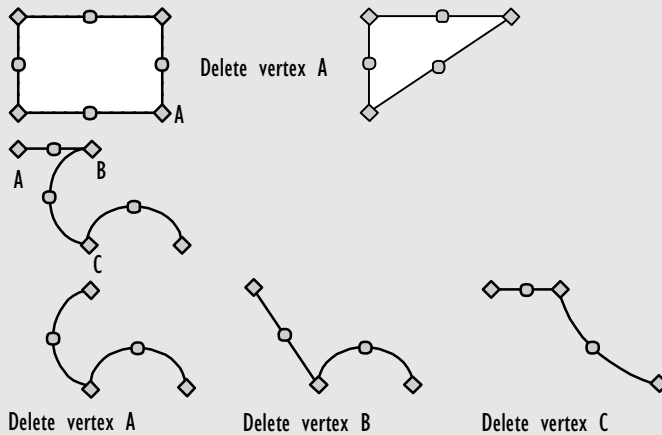 Delete vertex A
A
A
B
C
Delete vertex A
Delete vertex B
Delete vertex C